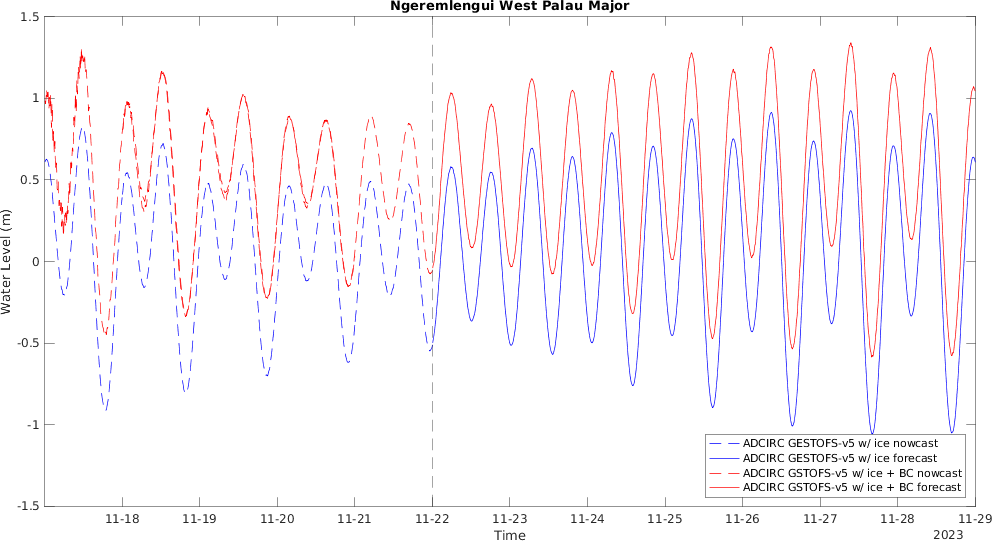 Ngeremlengui West Palau Major
1.5
1
0.5
0
-0.5
-1
-1.5
Water Level (m)
ADCIRC GESTOFS-v5 w/ ice nowcast
ADCIRC GESTOFS-v5 w/ ice forecast
ADCIRC GSTOFS-v5 w/ ice + BC nowcast
ADCIRC GSTOFS-v5 w/ ice + BC forecast
11-18 11-19 11-20 11-21 11-22 11-23 11-24 11-25 11-26 11-27 11-28 11-29
Time
2023